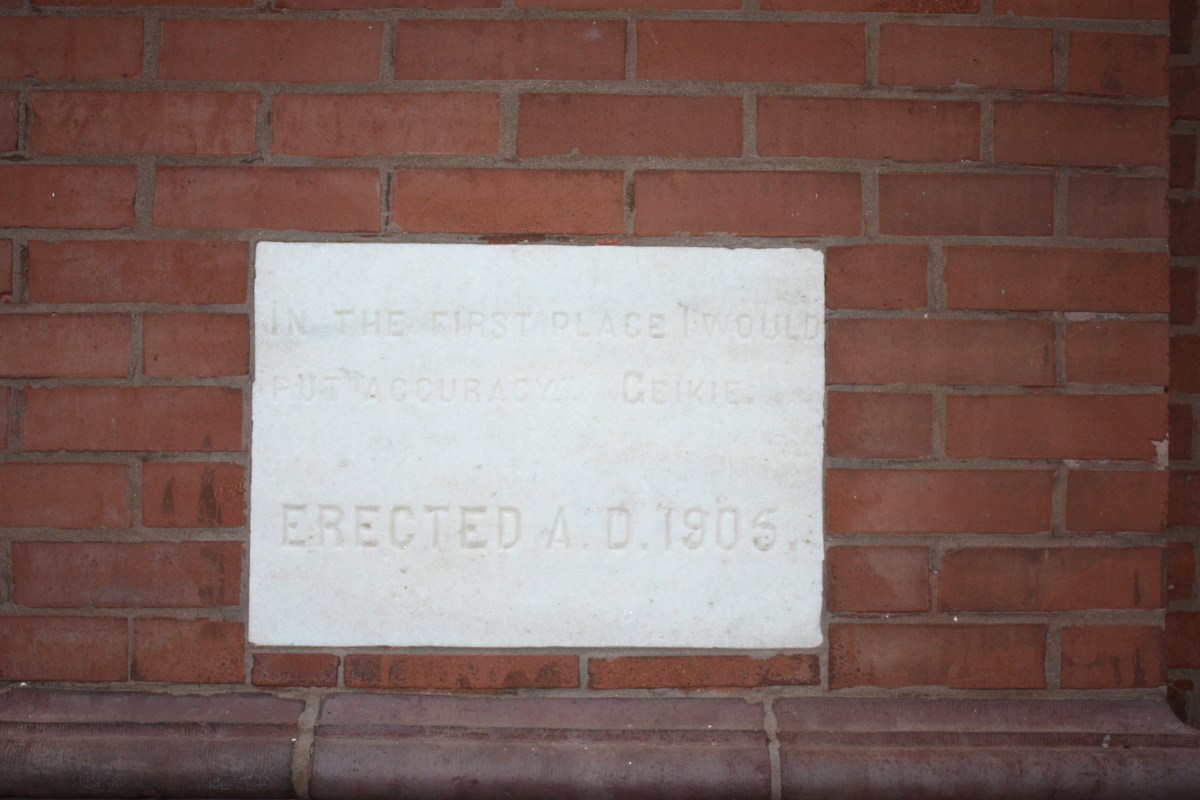 IN THE FIRST PLACE I WOULD
PUT ACCURACY. GEIKIE.
ERECTED A.D. 1905.